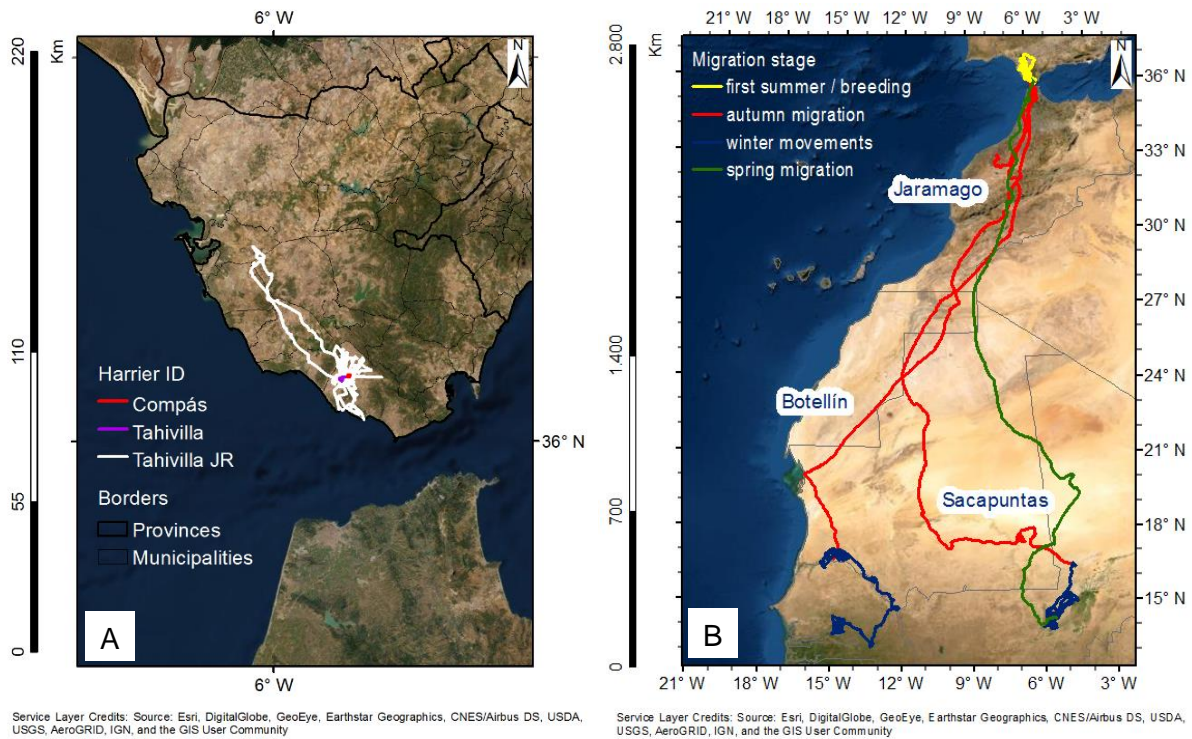 6° W
220
Km
110
55
0
N
Harrier ID
Compás
Tahivilla
Tahivilla JR
Borders
Provinces
Municipalities
36° N
A
6° W
Service Layer Credits: Source: Esri, DigitalGlobe, GeoEye, Earthstar Geographics, CNES/Airbus DS, USDA,
USGS, AeroGRID, IGN, and the GIS User Community
21° W 18° W 15° W 12° W 9° W 6° W 3° W
2.800
Km
1.400
700
0
N
Migration stage
first summer / breeding
autumn migration
winter movements
spring migration
Jaramago
Botellín
Sacapuntas
36° N
33° N
30° N
27° N
24° N
21° N
18° N
15° N
B
21° W 18° W 15° W 12° W 9° W 6° W 3° W
Service Layer Credits: Source: Esri, DigitalGlobe, GeoEye, Earthstar Geographics, CNES/Airbus DS, USDA,
USGS, AeroGRID, IGN, and the GIS User Community